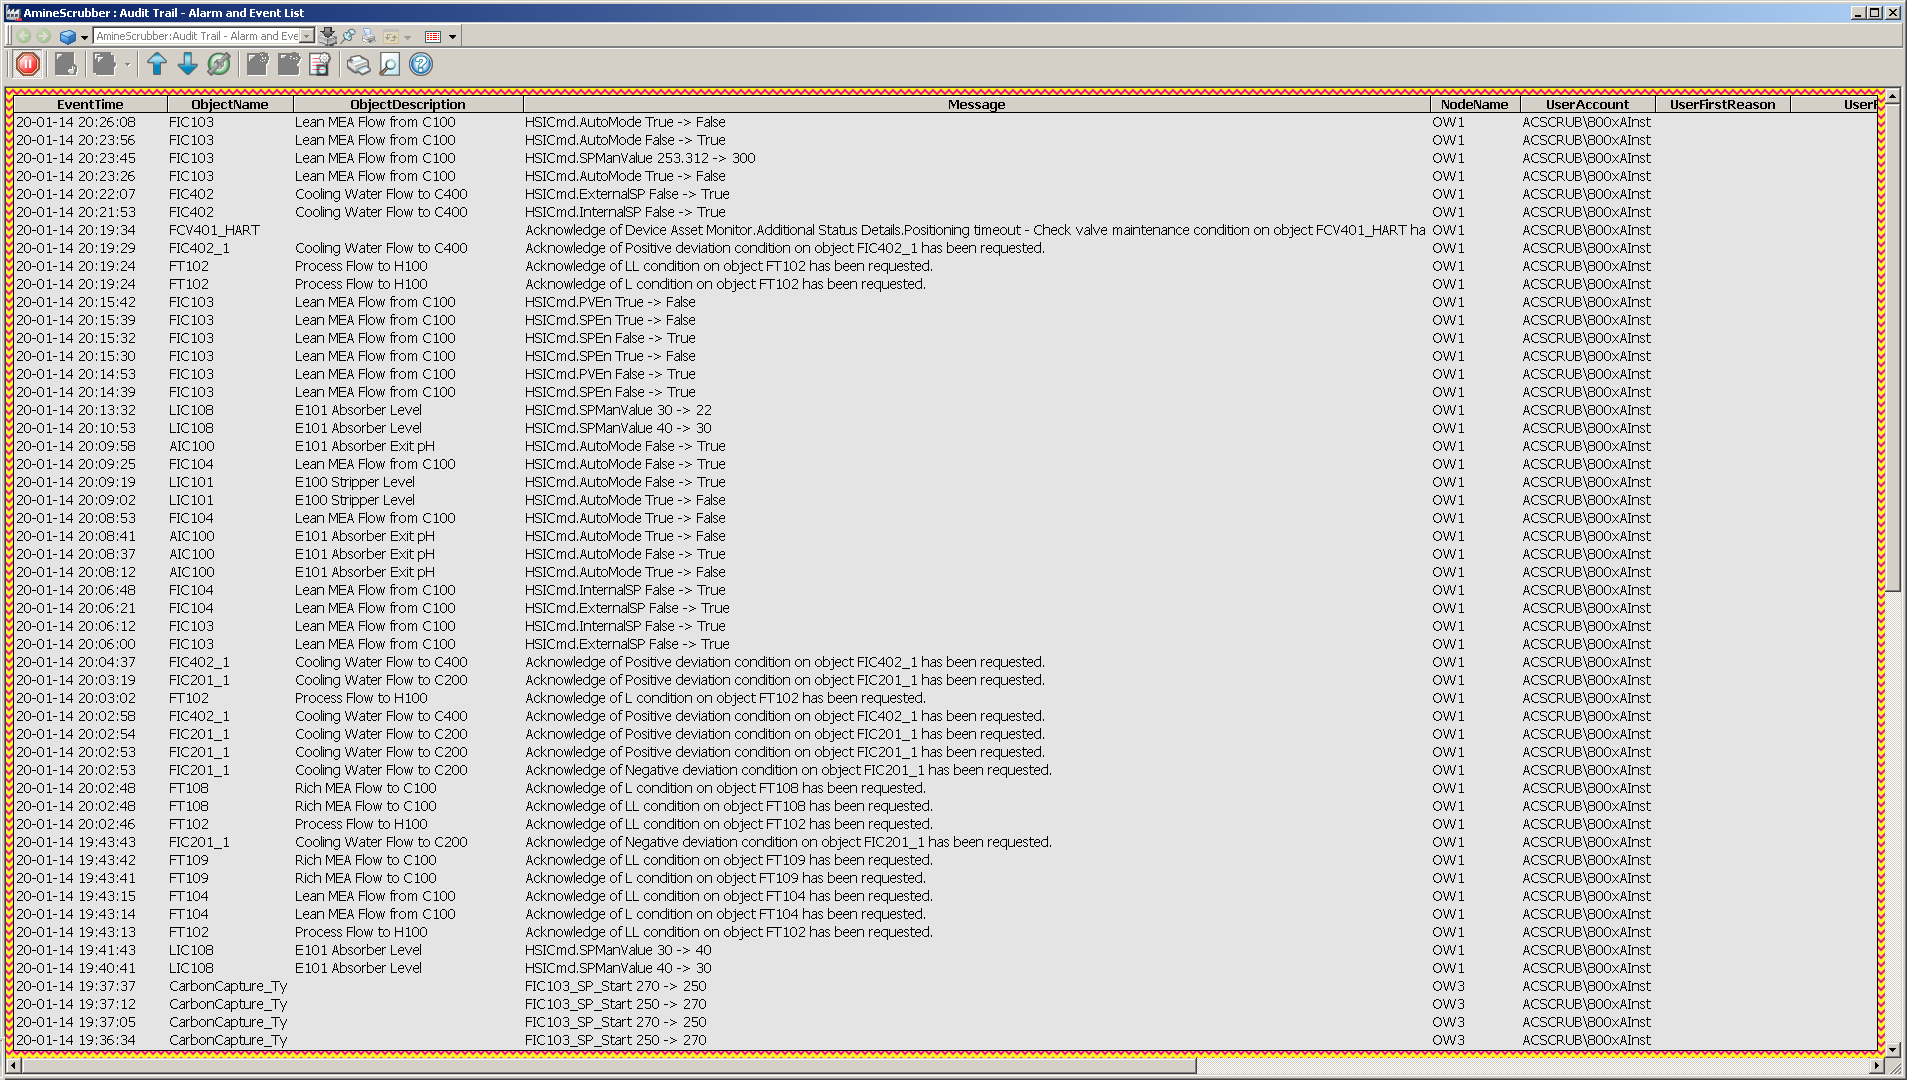 AmineScrubber : Audit Trail - Alarm and Event List
AmineScrubber:Audit Trail - Alarm and Eve
EventTime ObjectName ObjectDescription Message NodeName UserAccount UserFirstReason
20-01-14 20:26:08 FIC103 Lean MEA Flow from C100 HSICmd.AutoMode True -> False OW1 ACSCRUB\800xAInst
20-01-14 20:23:56 FIC103 Lean MEA Flow from C100 HSICmd.AutoMode False -> True OW1 ACSCRUB\800xAInst
20-01-14 20:23:45 FIC103 Lean MEA Flow from C100 HSICmd.SPManValue 253.312 -> 300 OW1 ACSCRUB\800xAInst
20-01-14 20:23:26 FIC103 Lean MEA Flow from C100 HSICmd.AutoMode True -> False OW1 ACSCRUB\800xAInst
20-01-14 20:22:07 FIC402 Cooling Water Flow to C400 HSICmd.ExternalSP False -> True OW1 ACSCRUB\800xAInst
20-01-14 20:21:53 FIC402 Cooling Water Flow to C400 HSICmd.InternalSP False -> True OW1 ACSCRUB\800xAInst
20-01-14 20:19:34 FCV401_HART Acknowledge of Device Asset Monitor.Additional Status Details.Positioning timeout - Check valve maintenance condition on object FCV401_HART ha OW1 ACSCRUB\800xAInst
20-01-14 20:19:29 FIC402_1 Cooling Water Flow to C400 Acknowledge of Positive deviation condition on object FIC402_1 has been requested. OW1 ACSCRUB\800xAInst
20-01-14 20:19:24 FT102 Process Flow to H100 Acknowledge of LL condition on object FT102 has been requested. OW1 ACSCRUB\800xAInst
20-01-14 20:19:24 FT102 Process Flow to H100 Acknowledge of L condition on object FT102 has been requested. OW1 ACSCRUB\800xAInst
20-01-14 20:15:42 FIC103 Lean MEA Flow from C100 HSICmd.PVEn True -> False OW1 ACSCRUB\800xAInst
20-01-14 20:15:39 FIC103 Lean MEA Flow from C100 HSICmd.SPEn True -> False OW1 ACSCRUB\800xAInst
20-01-14 20:15:32 FIC103 Lean MEA Flow from C100 HSICmd.SPEn False -> True OW1 ACSCRUB\800xAInst
20-01-14 20:15:30 FIC103 Lean MEA Flow from C100 HSICmd.SPEn True -> False OW1 ACSCRUB\800xAInst
20-01-14 20:14:53 FIC103 Lean MEA Flow from C100 HSICmd.PVEn False -> True OW1 ACSCRUB\800xAInst
20-01-14 20:14:39 FIC103 Lean MEA Flow from C100 HSICmd.SPEn False -> True OW1 ACSCRUB\800xAInst
20-01-14 20:13:32 LIC108 E101 Absorber Level HSICmd.SPManValue 30 -> 22 OW1 ACSCRUB\800xAInst
20-01-14 20:10:53 LIC108 E101 Absorber Level HSICmd.SPManValue 40 -> 30 OW1 ACSCRUB\800xAInst
20-01-14 20:09:58 AIC100 E101 Absorber Exit pH HSICmd.AutoMode False -> True OW1 ACSCRUB\800xAInst
20-01-14 20:09:25 FIC104 Lean MEA Flow from C100 HSICmd.AutoMode False -> True OW1 ACSCRUB\800xAInst
20-01-14 20:09:19 LIC101 E100 Stripper Level HSICmd.AutoMode False -> True OW1 ACSCRUB\800xAInst
20-01-14 20:09:02 LIC101 E100 Stripper Level HSICmd.AutoMode True -> False OW1 ACSCRUB\800xAInst
20-01-14 20:08:53 FIC104 Lean MEA Flow from C100 HSICmd.AutoMode True -> False OW1 ACSCRUB\800xAInst
20-01-14 20:08:41 AIC100 E101 Absorber Exit pH HSICmd.AutoMode True -> False OW1 ACSCRUB\800xAInst
20-01-14 20:08:37 AIC100 E101 Absorber Exit pH HSICmd.AutoMode False -> True OW1 ACSCRUB\800xAInst
20-01-14 20:08:12 AIC100 E101 Absorber Exit pH HSICmd.AutoMode True -> False OW1 ACSCRUB\800xAInst
20-01-14 20:06:48 FIC104 Lean MEA Flow from C100 HSICmd.InternalSP False -> True OW1 ACSCRUB\800xAInst
20-01-14 20:06:21 FIC104 Lean MEA Flow from C100 HSICmd.ExternalSP False -> True OW1 ACSCRUB\800xAInst
20-01-14 20:06:12 FIC103 Lean MEA Flow from C100 HSICmd.InternalSP False -> True OW1 ACSCRUB\800xAInst
20-01-14 20:06:00 FIC103 Lean MEA Flow from C100 HSICmd.ExternalSP False -> True OW1 ACSCRUB\800xAInst
20-01-14 20:04:37 FIC402_1 Cooling Water Flow to C400 Acknowledge of Positive deviation condition on object FIC402_1 has been requested. OW1 ACSCRUB\800xAInst
20-01-14 20:03:19 FIC201_1 Cooling Water Flow to C200 Acknowledge of Positive deviation condition on object FIC201_1 has been requested. OW1 ACSCRUB\800xAInst
20-01-14 20:03:02 FT102 Process Flow to H100 Acknowledge of L condition on object FT102 has been requested. OW1 ACSCRUB\800xAInst
20-01-14 20:02:58 FIC402_1 Cooling Water Flow to C400 Acknowledge of Positive deviation condition on object FIC402_1 has been requested. OW1 ACSCRUB\800xAInst
20-01-14 20:02:54 FIC201_1 Cooling Water Flow to C200 Acknowledge of Positive deviation condition on object FIC201_1 has been requested. OW1 ACSCRUB\800xAInst
20-01-14 20:02:53 FIC201_1 Cooling Water Flow to C200 Acknowledge of Positive deviation condition on object FIC201_1 has been requested. OW1 ACSCRUB\800xAInst
20-01-14 20:02:53 FIC201_1 Cooling Water Flow to C200 Acknowledge of Negative deviation condition on object FIC201_1 has been requested. OW1 ACSCRUB\800xAInst
20-01-14 20:02:48 FT108 Rich MEA Flow to C100 Acknowledge of L condition on object FT108 has been requested. OW1 ACSCRUB\800xAInst
20-01-14 20:02:48 FT108 Rich MEA Flow to C100 Acknowledge of LL condition on object FT108 has been requested. OW1 ACSCRUB\800xAInst
20-01-14 20:02:46 FT102 Process Flow to H100 Acknowledge of LL condition on object FT102 has been requested. OW1 ACSCRUB\800xAInst
20-01-14 19:43:43 FIC201_1 Cooling Water Flow to C200 Acknowledge of Negative deviation condition on object FIC201_1 has been requested. OW1 ACSCRUB\800xAInst
20-01-14 19:43:42 FT109 Rich MEA Flow to C100 Acknowledge of LL condition on object FT109 has been requested. OW1 ACSCRUB\800xAInst
20-01-14 19:43:41 FT109 Rich MEA Flow to C100 Acknowledge of L condition on object FT109 has been requested. OW1 ACSCRUB\800xAInst
20-01-14 19:43:15 FT104 Lean MEA Flow from C100 Acknowledge of LL condition on object FT104 has been requested. OW1 ACSCRUB\800xAInst
20-01-14 19:43:14 FT104 Lean MEA Flow from C100 Acknowledge of L condition on object FT104 has been requested. OW1 ACSCRUB\800xAInst
20-01-14 19:43:13 FT102 Process Flow to H100 Acknowledge of LL condition on object FT102 has been requested. OW1 ACSCRUB\800xAInst
20-01-14 19:41:43 LIC108 E101 Absorber Level HSICmd.SPManValue 30 -> 40 OW1 ACSCRUB\800xAInst
20-01-14 19:40:41 LIC108 E101 Absorber Level HSICmd.SPManValue 40 -> 30 OW1 ACSCRUB\800xAInst
20-01-14 19:37:37 CarbonCapture_Ty FIC103_SP_Start 270 -> 250 OW3 ACSCRUB\800xAInst
20-01-14 19:37:12 CarbonCapture_Ty FIC103_SP_Start 250 -> 270 OW3 ACSCRUB\800xAInst
20-01-14 19:37:05 CarbonCapture_Ty FIC103_SP_Start 270 -> 250 OW3 ACSCRUB\800xAInst
20-01-14 19:36:34 CarbonCapture_Ty FIC103_SP_Start 250 -> 270 OW3 ACSCRUB\800xAInst